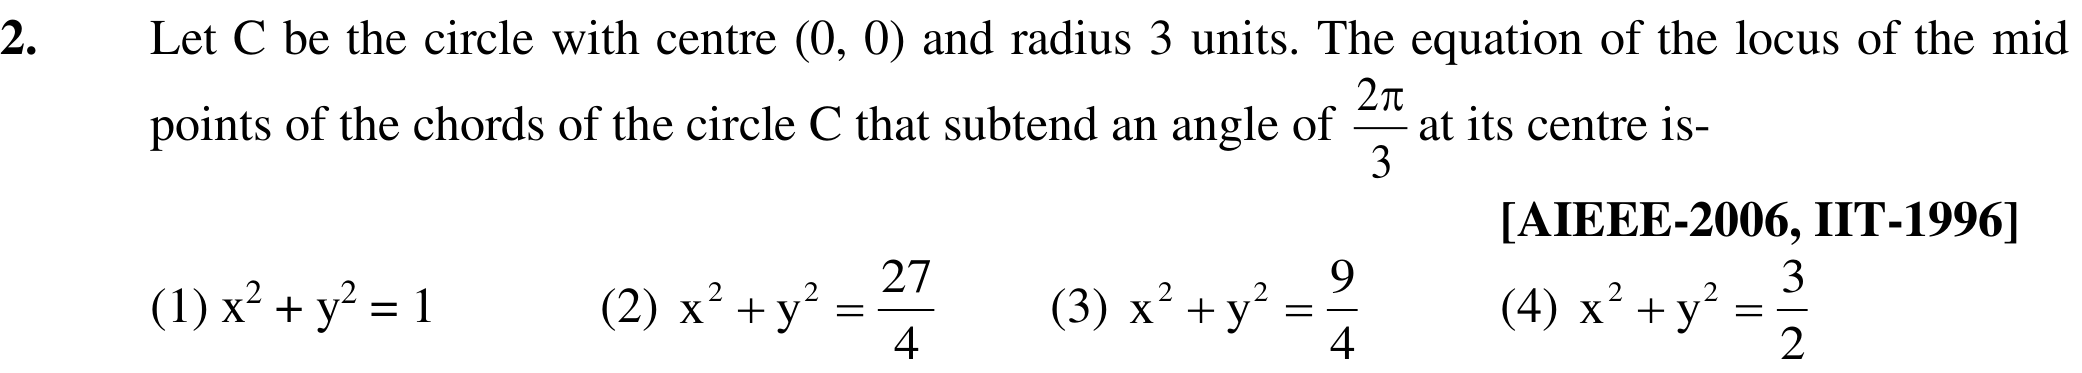 2. Let C be the circle with centre (0, 0) and radius 3 units. The equation of the locus of the mid
points of the chords of the circle C that subtend an angle of 2π/3 at its centre is-
[AIEEE-2006, IIT-1996]
(1) x² + y² = 1 (2) x² + y² = 27/4 (3) x² + y² = 9/4 (4) x² + y² = 3/2